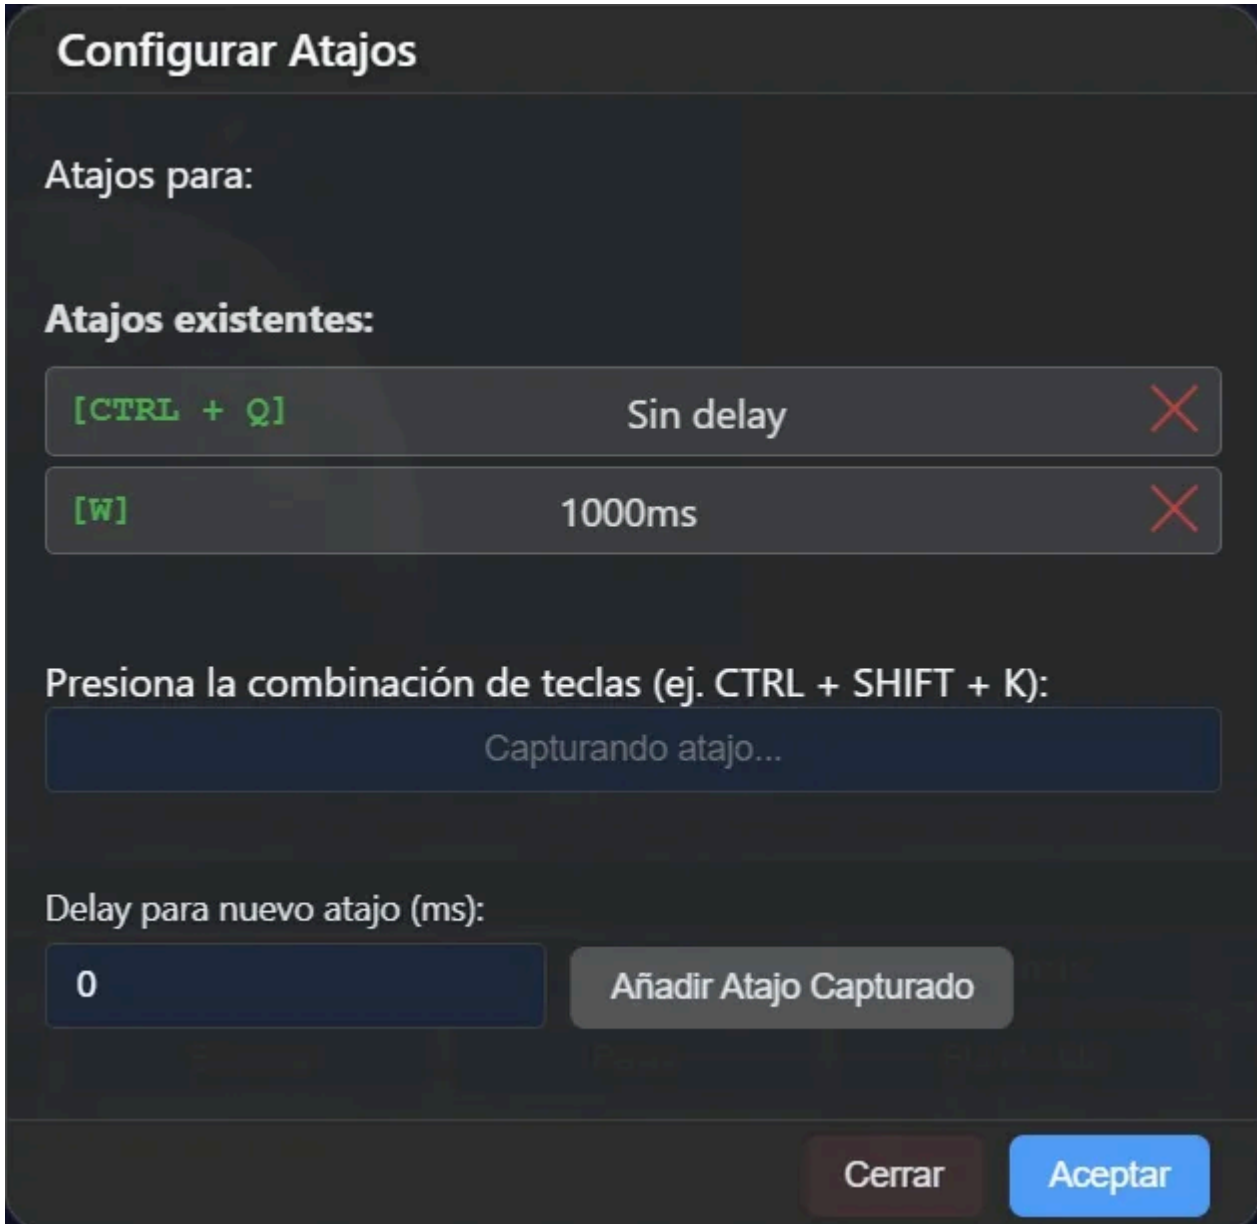 Configurar Atajos
Atajos para:
Atajos existentes:
[CTRL + Q] Sin delay
[W] 1000ms
Presiona la combinación de teclas (ej. CTRL + SHIFT + K):
Capturando atajo...
Delay para nuevo atajo (ms):
0 Añadir Atajo Capturado
Cerrar Aceptar